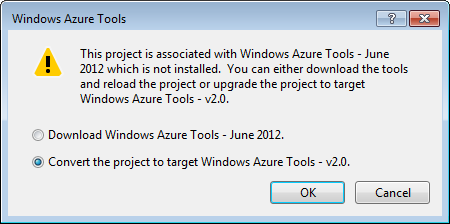 Windows Azure Tools
This project is associated with Windows Azure Tools - June
2012 which is not installed.  You can either download the tools
and reload the project or upgrade the project to target
Windows Azure Tools - v2.0.
Download Windows Azure Tools - June 2012.
Convert the project to target Windows Azure Tools - v2.0.
OK Cancel